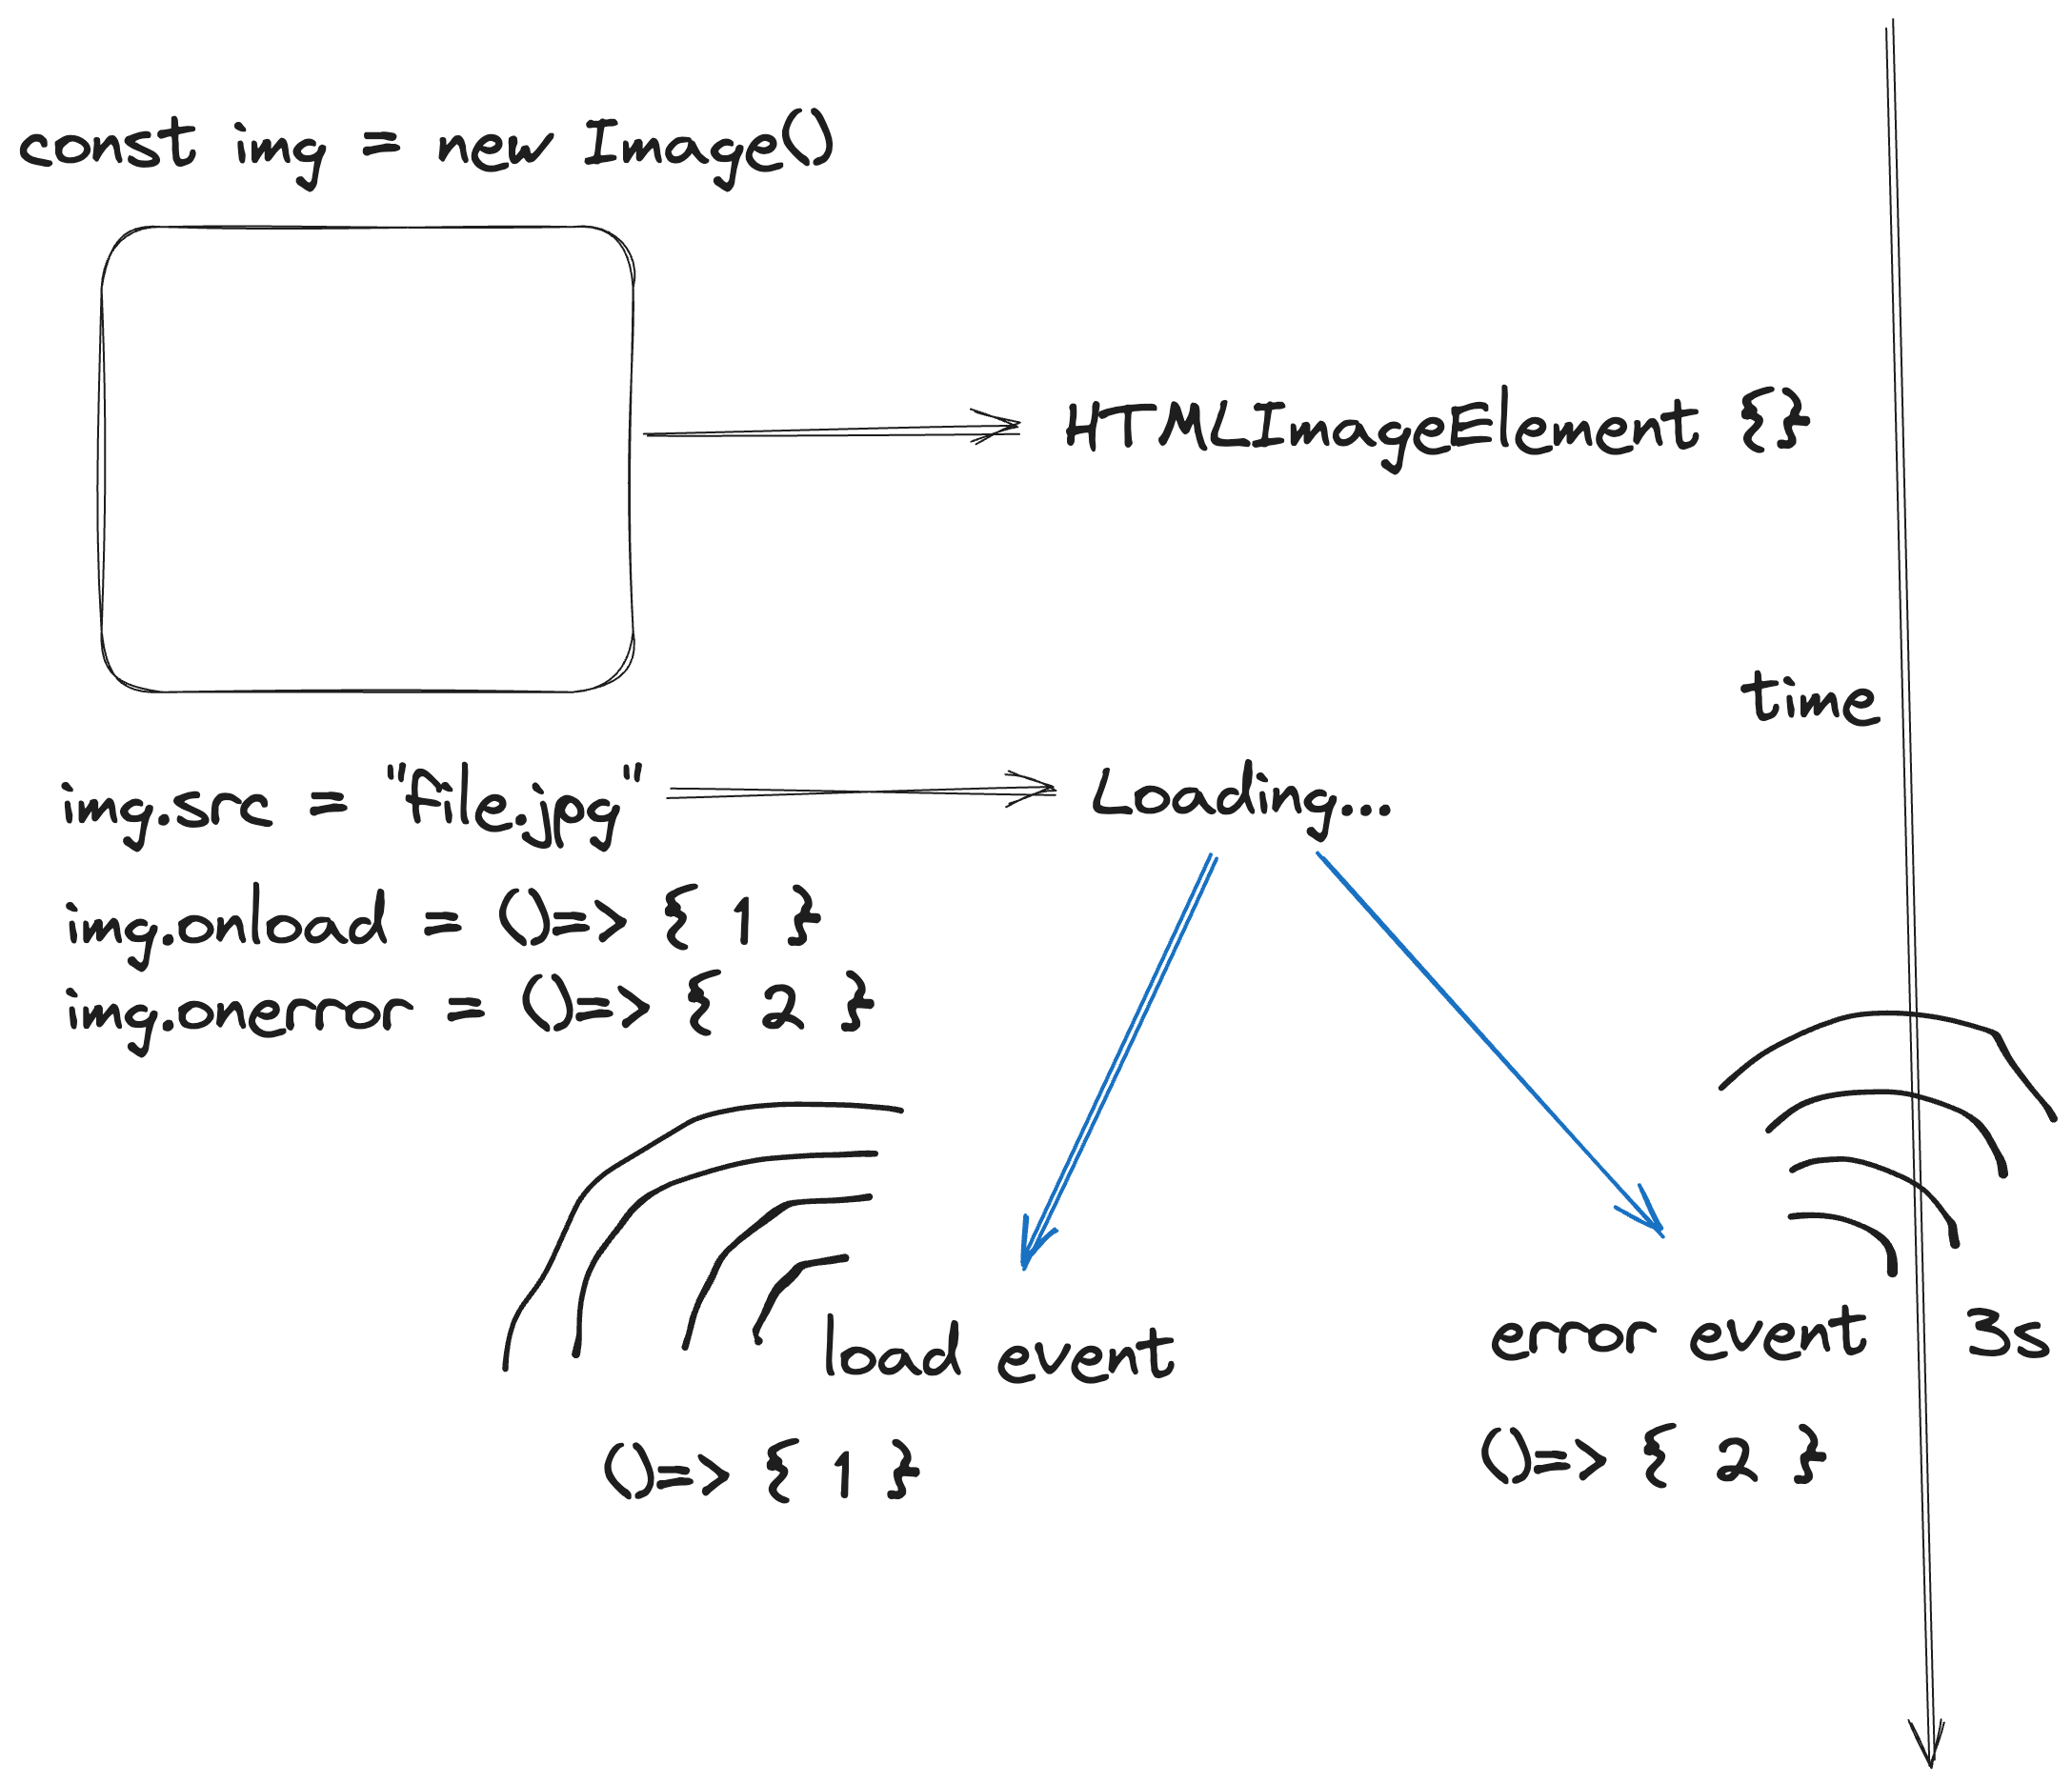 const img = new Image()
HTMLImageElement {}
time
img.src = "file.jpg"
Loading...
img.onload = ()=> { 1 }
img.onerror = ()=> { 2 }
load event
error event
3s
()=> { 1 }
()=> { 2 }